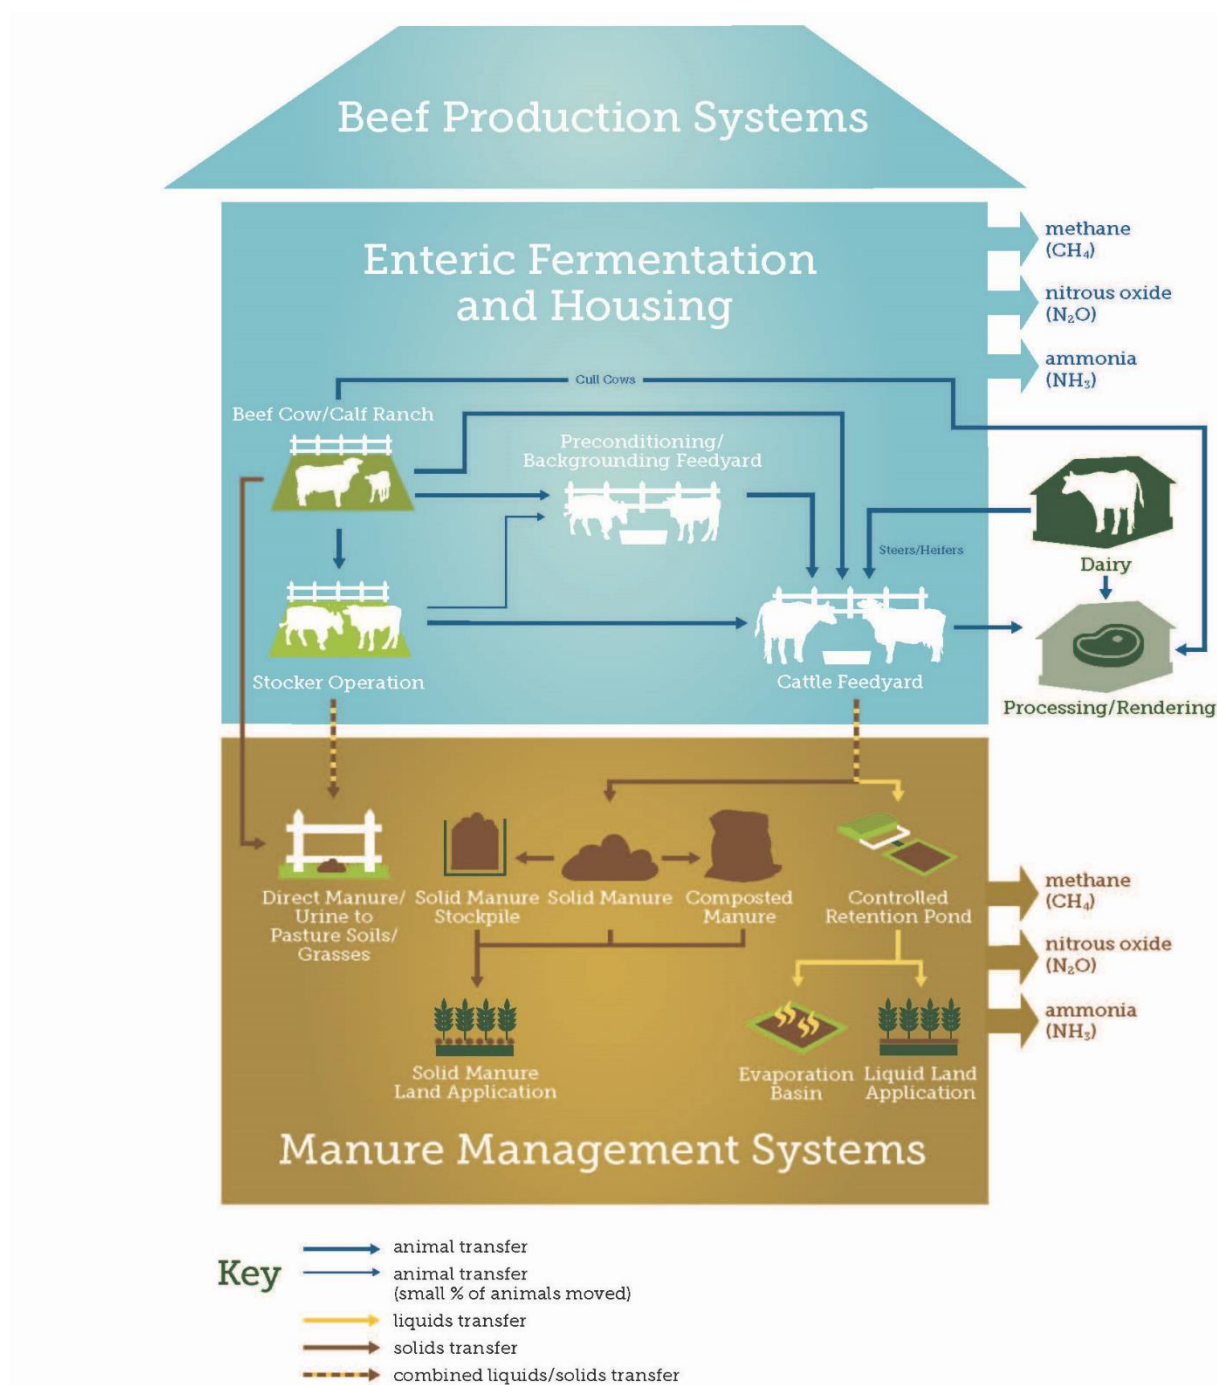 Beef Production Systems
Enteric Fermentation
and Housing
methane
(CH₄)
nitrous oxide
(N₂O)
ammonia
(NH₃)
Cull Cows
Beef Cow/Calf Ranch
Preconditioning/
Backgrounding Feedyard
Steers/Heifers
Dairy
Stocker Operation
Cattle Feedyard
Processing/Rendering
Direct Manure/
Urine to
Pasture Soils/
Grasses
Solid Manure
Stockpile
Solid Manure
Composted
Manure
Controlled
Retention Pond
methane
(CH₄)
nitrous oxide
(N₂O)
ammonia
(NH₃)
Solid Manure
Land Application
Evaporation
Basin
Liquid Land
Application
Manure Management Systems
Key
animal transfer
animal transfer
(small % of animals moved)
liquids transfer
solids transfer
combined liquids/solids transfer